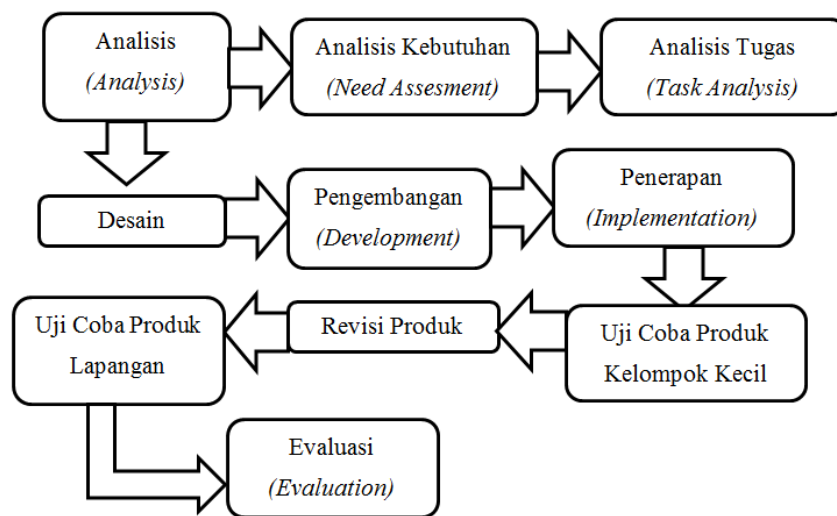 Analisis
(Analysis)
Analisis Kebutuhan
(Need Assesment)
Analisis Tugas
(Task Analysis)
Desain
Pengembangan
(Development)
Penerapan
(Implementation)
Uji Coba Produk
Kelompok Kecil
Revisi Produk
Uji Coba Produk
Lapangan
Evaluasi
(Evaluation)